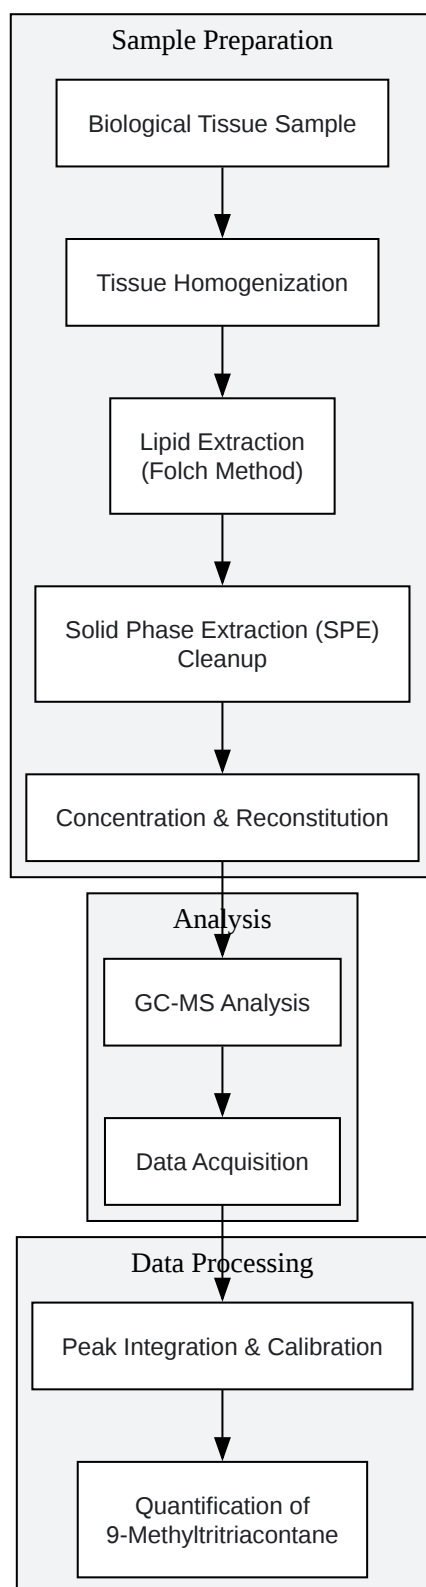 Sample Preparation
Biological Tissue Sample
Tissue Homogenization
Lipid Extraction
(Folch Method)
Solid Phase Extraction (SPE)
Cleanup
Concentration & Reconstitution
Analysis
GC-MS Analysis
Data Acquisition
Data Processing
Peak Integration & Calibration
Quantification of
9-Methyltritriacontane